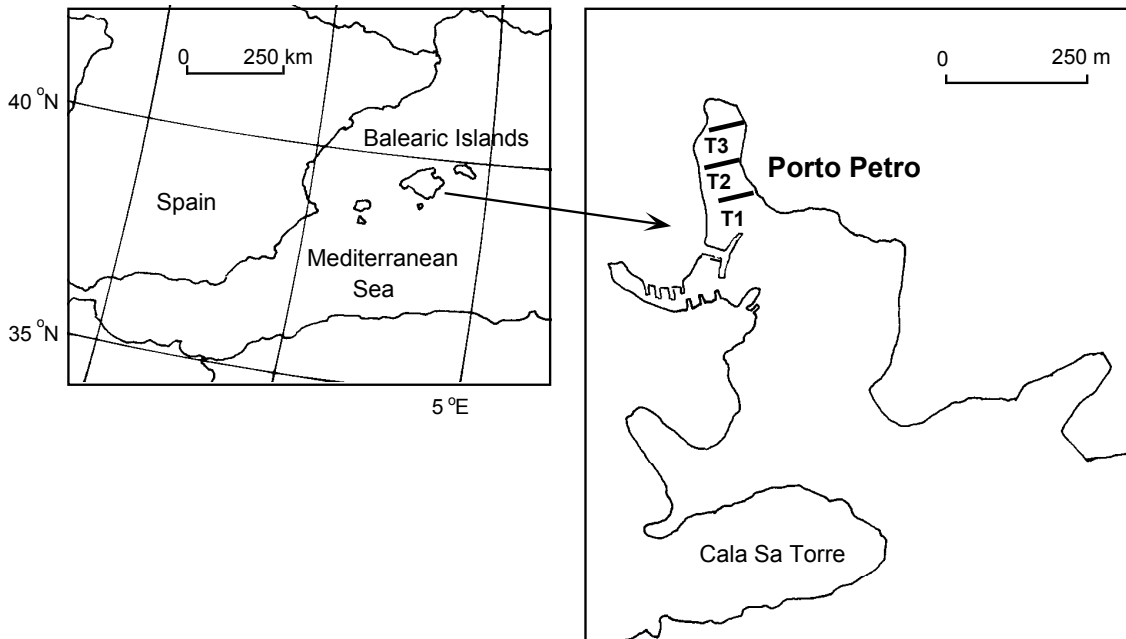 0 250 km
40 °N
Balearic Islands
Spain
Mediterranean
Sea
35 °N
5 °E
0 250 m
T3
T2
T1
Porto Petro
Cala Sa Torre